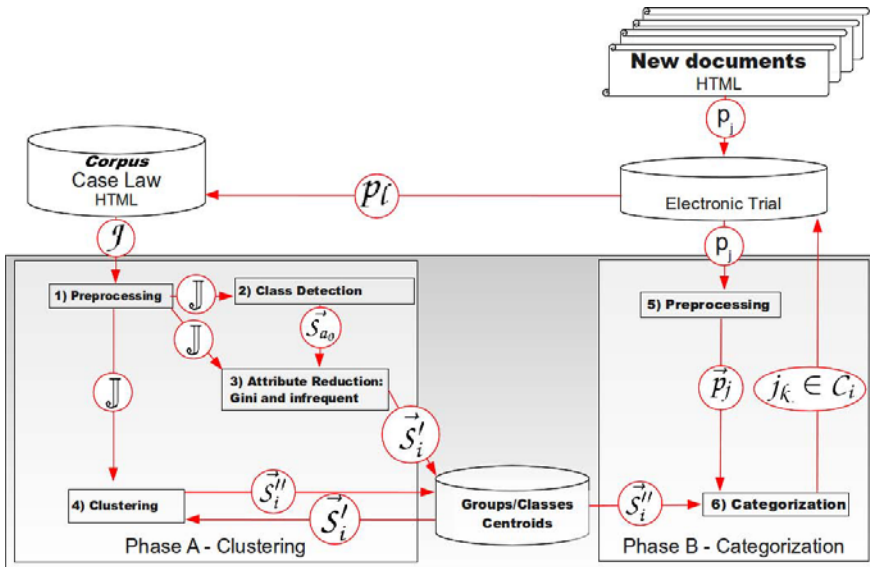 New documents
HTML
p_j
Corpus
Case Law
HTML
p_l
Electronic Trial
g
p_j
1) Preprocessing
𝕁
2) Class Detection
𝕁
s⃗_{a_0}
3) Attribute Reduction:
Gini and infrequent
𝕁
S⃗_i′
4) Clustering
s⃗_i″
S⃗_i′
Groups/Classes
Centroids
Phase A - Clustering
5) Preprocessing
p⃗_j
j_k ∈ C_i
s⃗_i″
6) Categorization
Phase B - Categorization